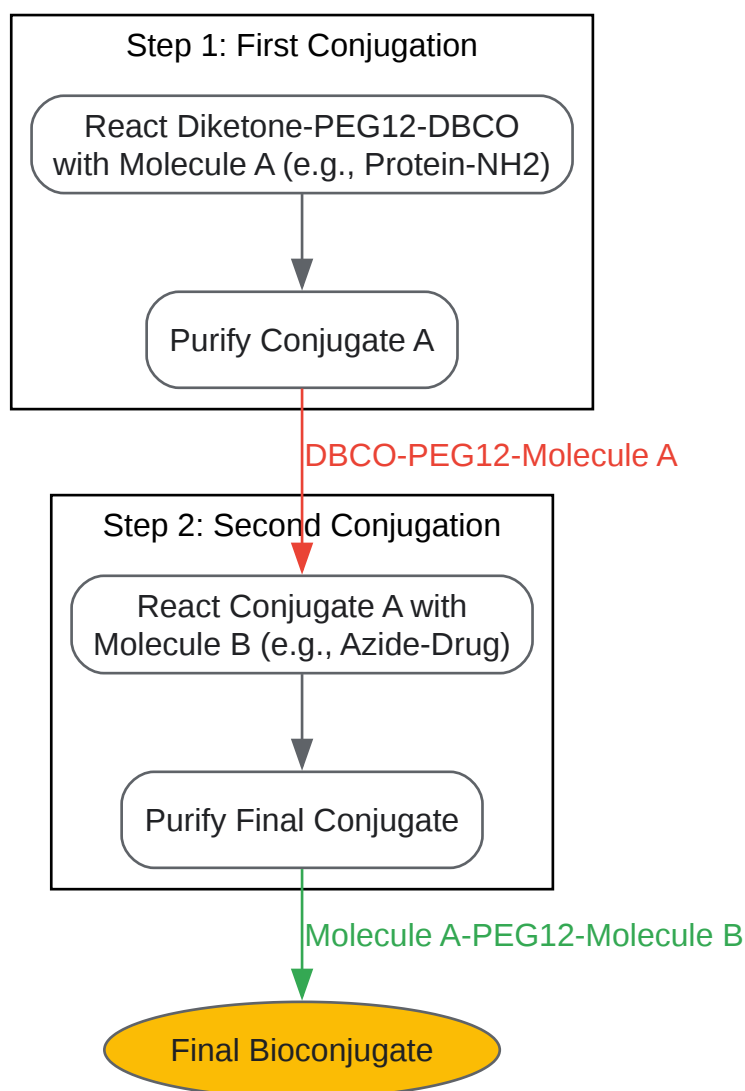 Step 1: First Conjugation
React Diketone-PEG12-DBCO
with Molecule A (e.g., Protein-NH2)
Purify Conjugate A
DBCO-PEG12-Molecule A
Step 2: Second Conjugation
React Conjugate A with
Molecule B (e.g., Azide-Drug)
Purify Final Conjugate
Molecule A-PEG12-Molecule B
Final Bioconjugate